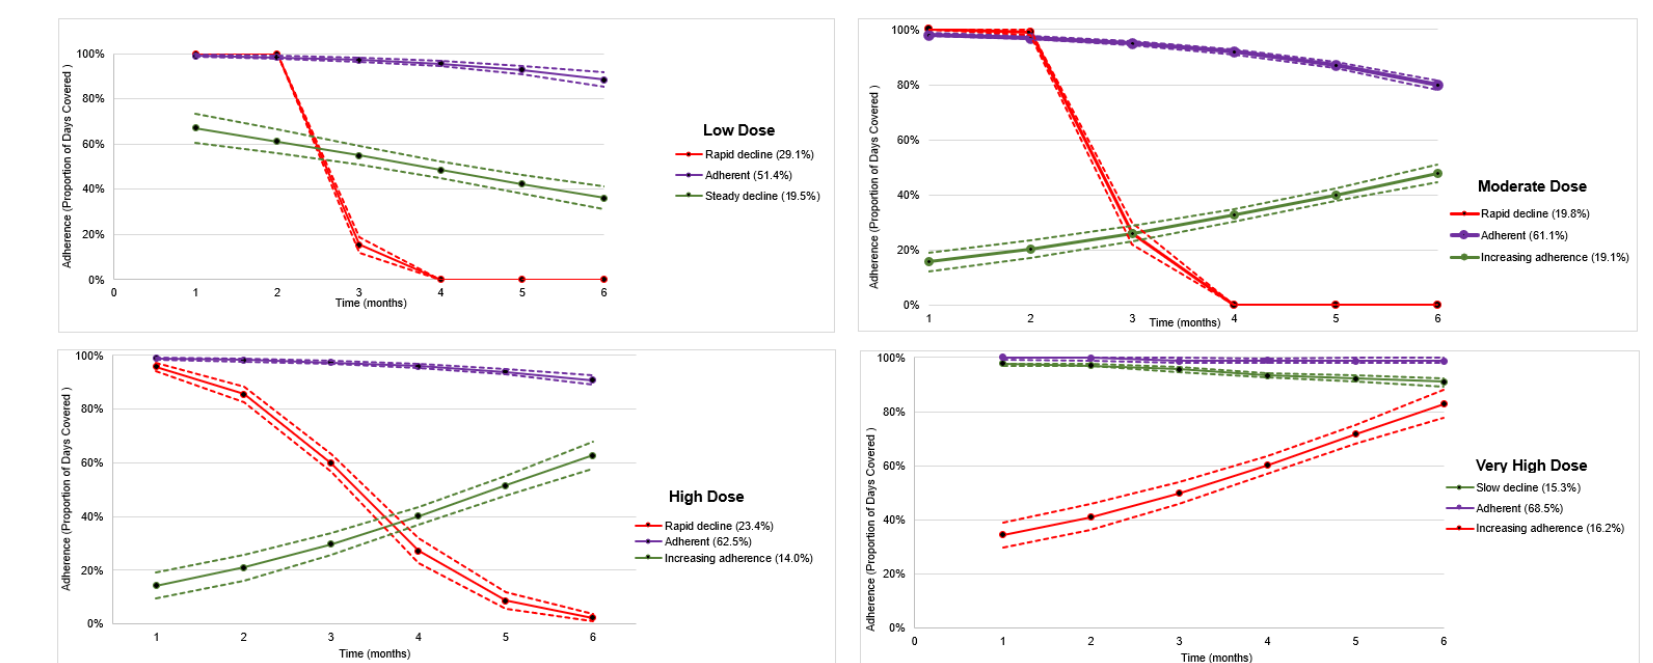 100%
80%
60%
40%
20%
0%
Adherence (Proportion of Days Covered )
0 1 2 3 4 5 6
Time (months)
Low Dose
Rapid decline (29.1%)
Adherent (51.4%)
Steady decline (19.5%)
100%
80%
60%
40%
20%
0%
Adherence (Proportion of Days Covered )
1 2 3 4 5 6
Time (months)
Moderate Dose
Rapid decline (19.8%)
Adherent (61.1%)
Increasing adherence (19.1%)
100%
80%
60%
40%
20%
0%
Adherence (Proportion of Days Covered )
1 2 3 4 5 6
Time (months)
High Dose
Rapid decline (23.4%)
Adherent (62.5%)
Increasing adherence (14.0%)
100%
80%
60%
40%
20%
0%
Adherence (Proportion of Days Covered )
0 1 2 3 4 5 6
Time (months)
Very High Dose
Slow decline (15.3%)
Adherent (68.5%)
Increasing adherence (16.2%)